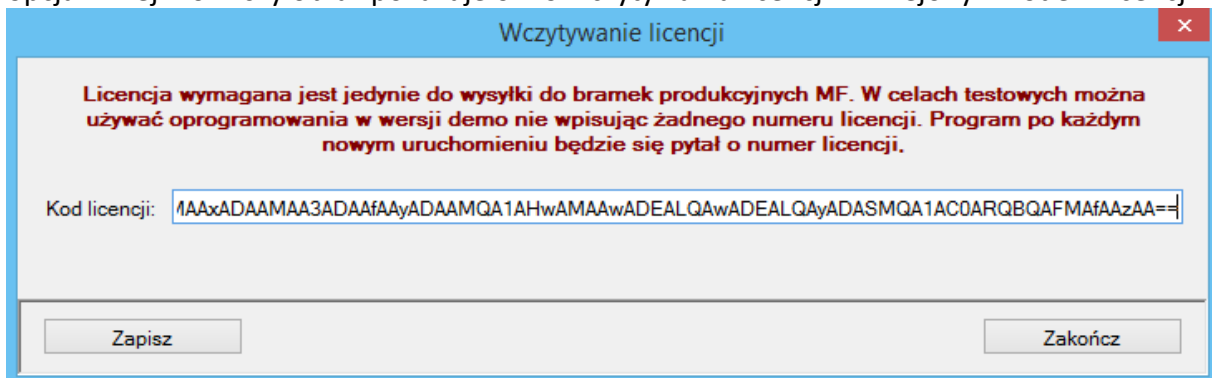 Wczytywanie licencji
Licencja wymagana jest jedynie do wysyłki do bramek produkcyjnych MF. W celach testowych można
używać oprogramowania w wersji demo nie wpisując żadnego numeru licencji. Program po każdym
nowym uruchomieniu będzie się pytał o numer licencji.
Kod licencji: MAAxADAAMAA3ADAAfAAyADAAMQA1AHwAMAAwADEALQAwADEALQAyADASMQA1AC0ARQBQAFMAfAAzAA==
Zapisz
Zakończ